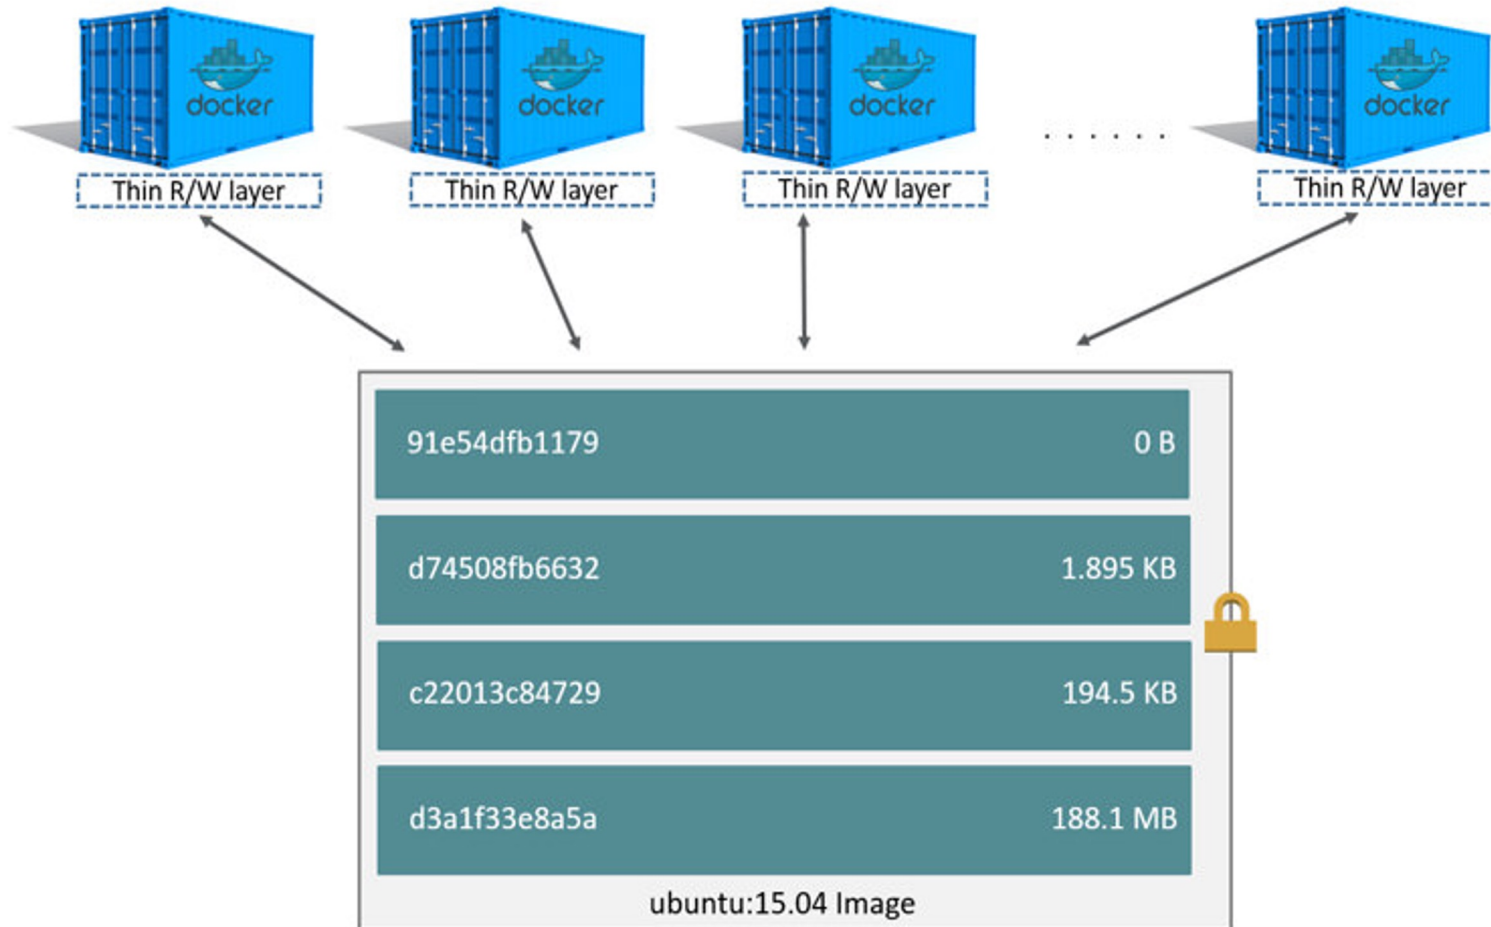 docker
docker
docker
docker
Thin R/W layer
Thin R/W layer
Thin R/W layer
......
Thin R/W layer
91e54dfb1179 0 B
d74508fb6632 1.895 KB
c22013c84729 194.5 KB
d3a1f33e8a5a 188.1 MB
ubuntu:15.04 Image